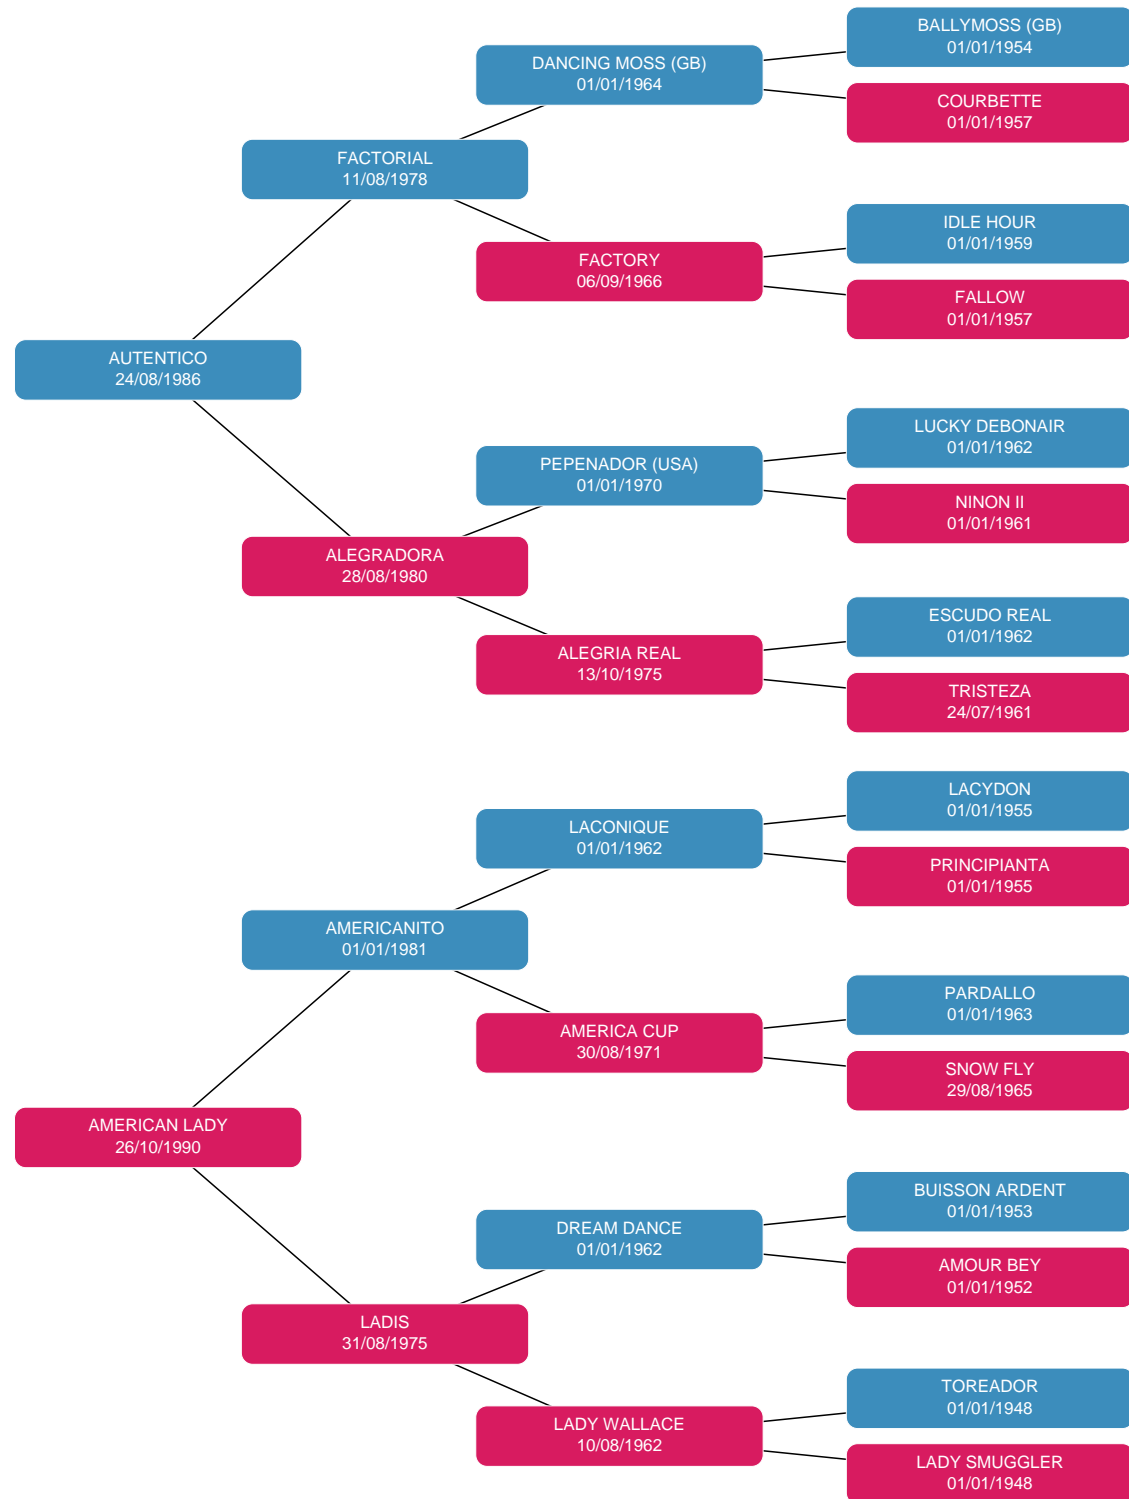 BALLYMOSS (GB)
01/01/1954
DANCING MOSS (GB)
01/01/1964
COURBETTE
01/01/1957
FACTORIAL
11/08/1978
IDLE HOUR
01/01/1959
FACTORY
06/09/1966
FALLOW
01/01/1957
AUTENTICO
24/08/1986
LUCKY DEBONAIR
01/01/1962
PEPENADOR (USA)
01/01/1970
NINON II
01/01/1961
ALEGRADORA
28/08/1980
ESCUDO REAL
01/01/1962
ALEGRIA REAL
13/10/1975
TRISTEZA
24/07/1961
LACYDON
01/01/1955
LACONIQUE
01/01/1962
PRINCIPIANTA
01/01/1955
AMERICANITO
01/01/1981
PARDALLO
01/01/1963
AMERICA CUP
30/08/1971
SNOW FLY
29/08/1965
AMERICAN LADY
26/10/1990
BUISSON ARDENT
01/01/1953
DREAM DANCE
01/01/1962
AMOUR BEY
01/01/1952
LADIS
31/08/1975
TOREADOR
01/01/1948
LADY WALLACE
10/08/1962
LADY SMUGGLER
01/01/1948